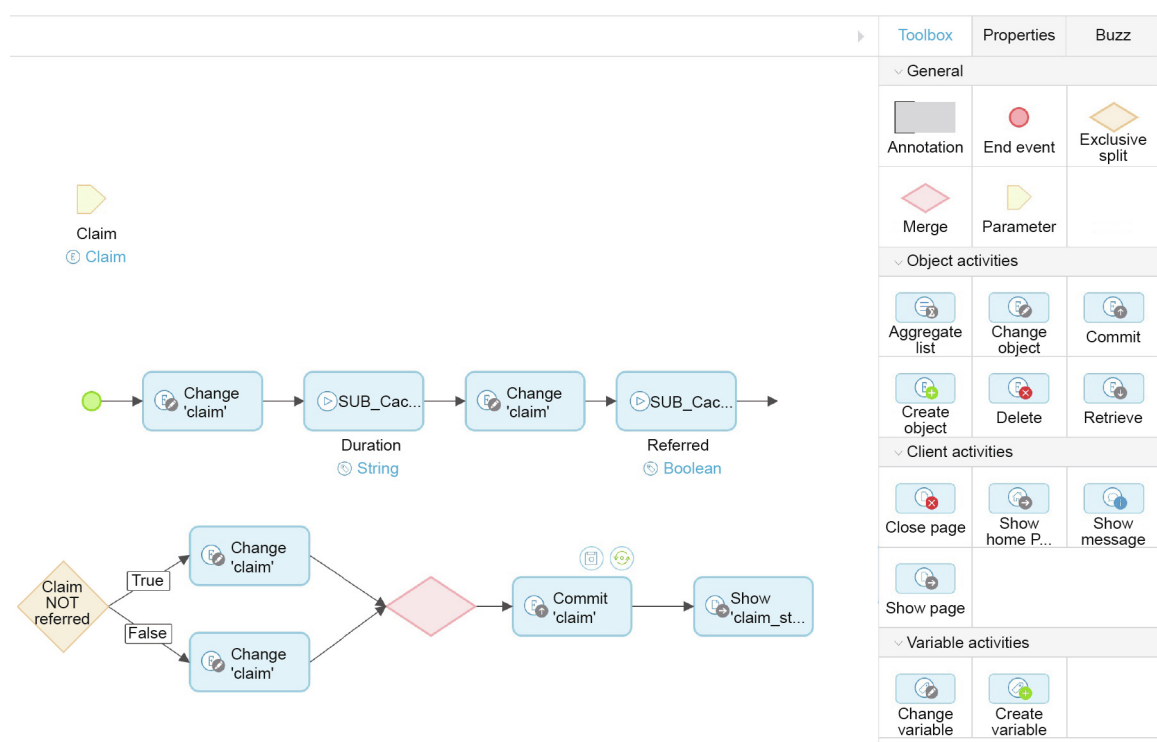 Toolbox
Properties
Buzz
General
Annotation
End event
Exclusive
split
Merge
Parameter
Claim
Claim
Object activities
Aggregate
list
Change
object
Commit
Create
object
Delete
Retrieve
Change
'claim'
SUB_Cac...
Change
'claim'
SUB_Cac...
Duration
String
Referred
Boolean
Client activities
Close page
Show
home P...
Show
message
Show page
Claim
NOT
referred
True
False
Change
'claim'
Change
'claim'
Commit
'claim'
Show
'claim_st...
Variable activities
Change
variable
Create
variable